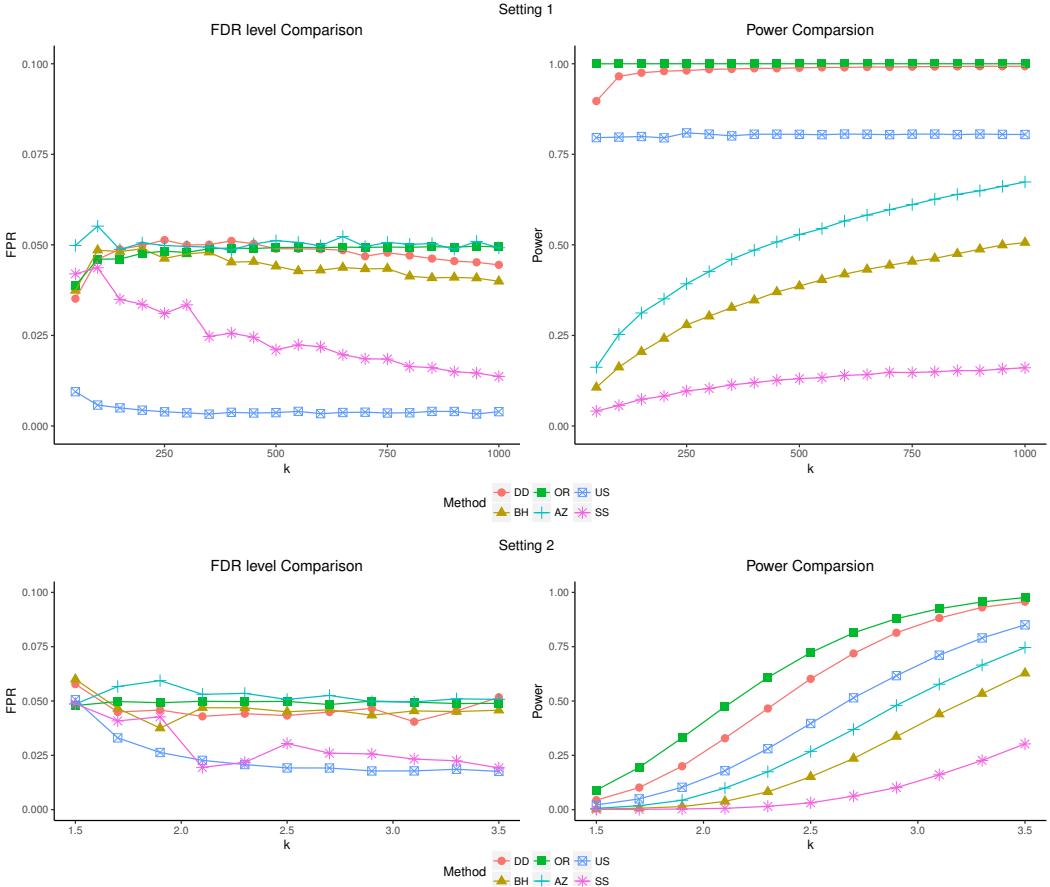 Setting 1
FDR level Comparison
Power Comparsion
0.100
0.075
0.050
0.025
0.000
FPR
250
500
750
1000
k
1.00
0.75
0.50
0.25
0.00
Power
250
500
750
1000
k
Method
DD
OR
US
BH
AZ
SS
Setting 2
FDR level Comparison
Power Comparsion
0.100
0.075
0.050
0.025
0.000
FPR
1.5
2.0
2.5
3.0
3.5
k
1.00
0.75
0.50
0.25
0.00
Power
1.5
2.0
2.5
3.0
3.5
k
Method
DD
OR
US
BH
AZ
SS